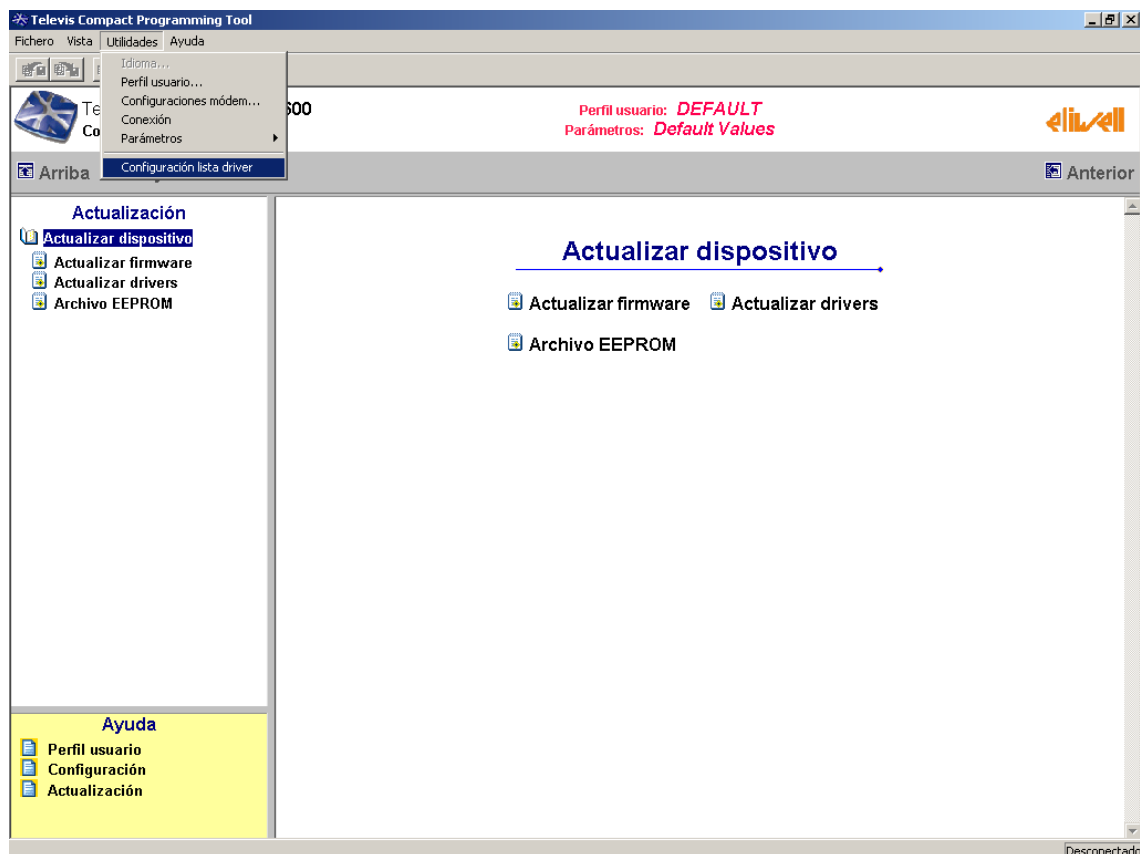 Televis Compact Programming Tool
Fichero Vista Utilidades Ayuda
Idioma...
Perfil usuario...
Configuraciones módem...
Conexión
Parámetros
Configuración lista driver
Te 600
Co
Perfil usuario: DEFAULT
Parámetros: Default Values
eliwell
Arriba
Anterior
Actualización
Actualizar dispositivo
Actualizar firmware
Actualizar drivers
Archivo EEPROM
Actualizar dispositivo
Actualizar firmware Actualizar drivers
Archivo EEPROM
Ayuda
Perfil usuario
Configuración
Actualización
Desconectado